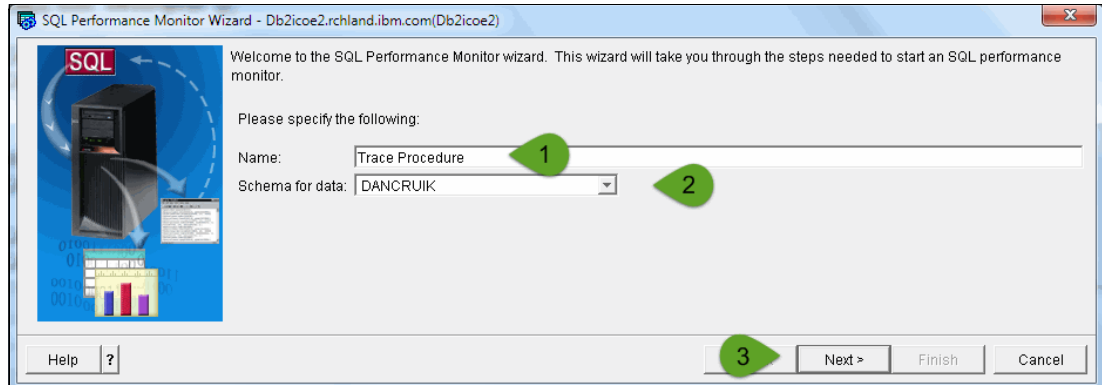 SQL Performance Monitor Wizard - Db2icoe2.rchland.ibm.com(Db2icoe2)
SQL
Welcome to the SQL Performance Monitor wizard. This wizard will take you through the steps needed to start an SQL performance
monitor.
Please specify the following:
Name: Trace Procedure 1
Schema for data: DANCRUIK 2
Help ? 3 Next > Finish Cancel